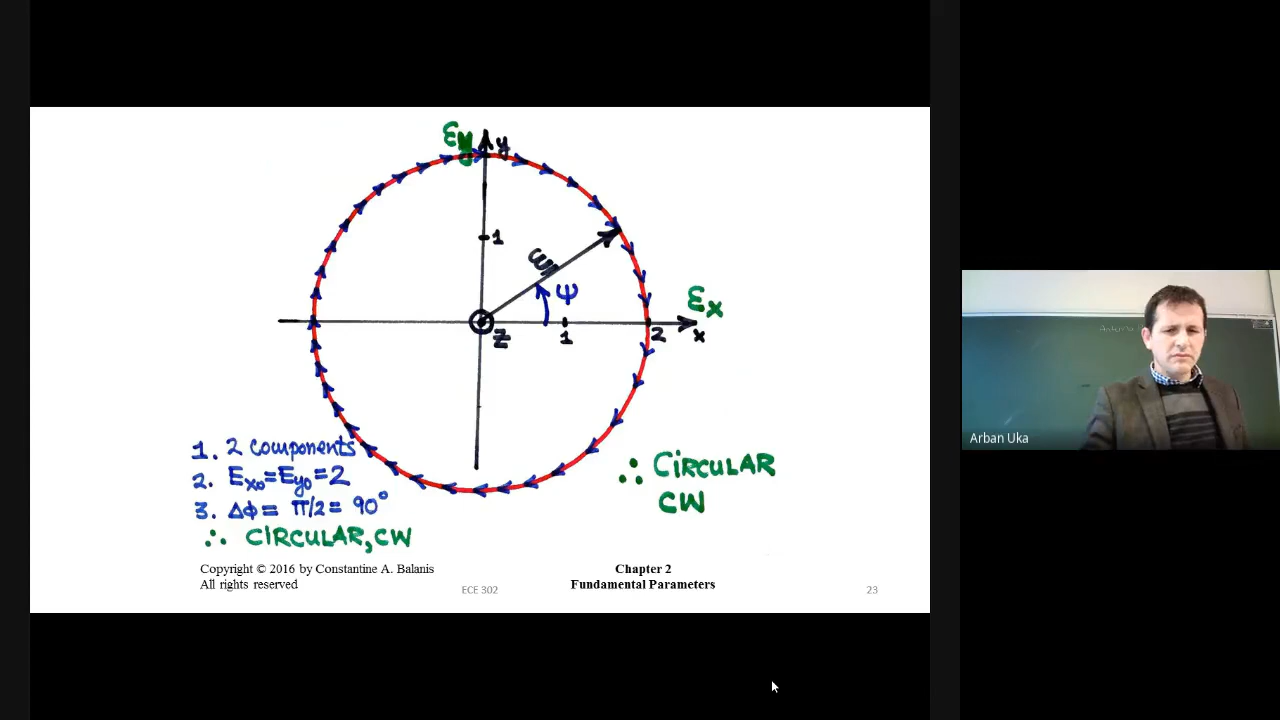 Ey
y
1
E
ψ
Ex
Z
1
2
x
1. 2 components
2. Exo=Eyo=2
3. Δϕ= π/2= 90°
∴ CIRCULAR, CW
∴ CIRCULAR
CW
Copyright © 2016 by Constantine A. Balanis
All rights reserved
ECE 302
Chapter 2
Fundamental Parameters
23
Arban Uka